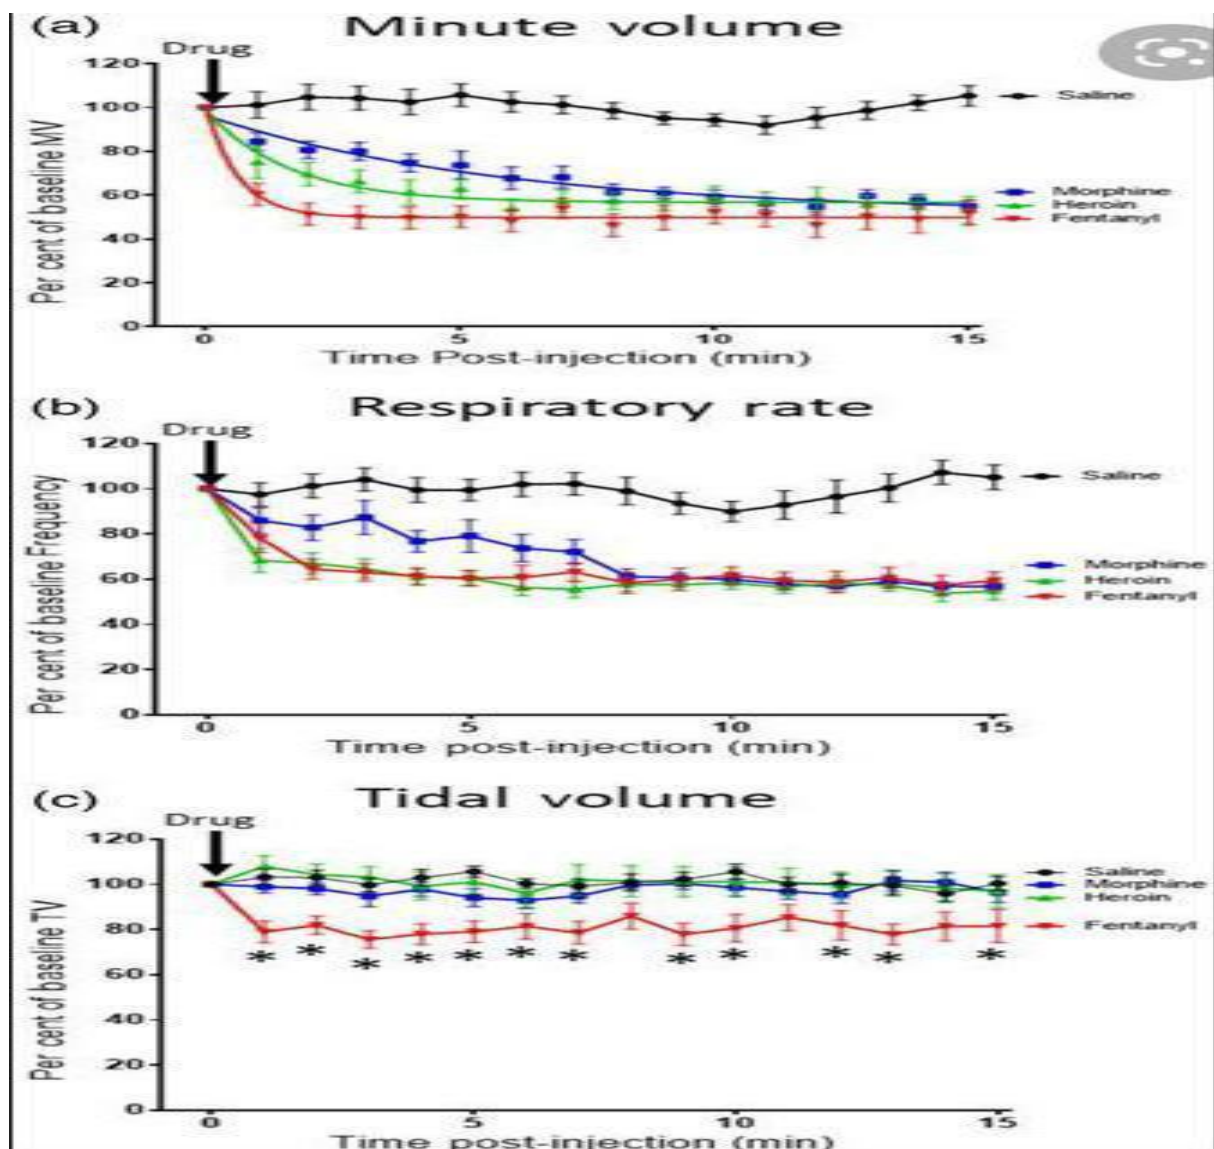 (a) Minute volume
Drug
120
100
80
60
40
20
0
Per cent of baseline MV
Saline
Morphine
Heroin
Fentanyl
0 5 10 15
Time Post-injection (min)
(b) Respiratory rate
Drug
120
100
80
60
40
20
0
Per cent of baseline Frequency
Saline
Morphine
Heroin
Fentanyl
0 5 10 15
Time post-injection (min)
(c) Tidal volume
Drug
120
100
80
60
40
20
0
Per cent of baseline TV
Saline
Morphine
Heroin
Fentanyl
* * * * * * * * * * * *
0 5 10 15
Time post-injection (min)